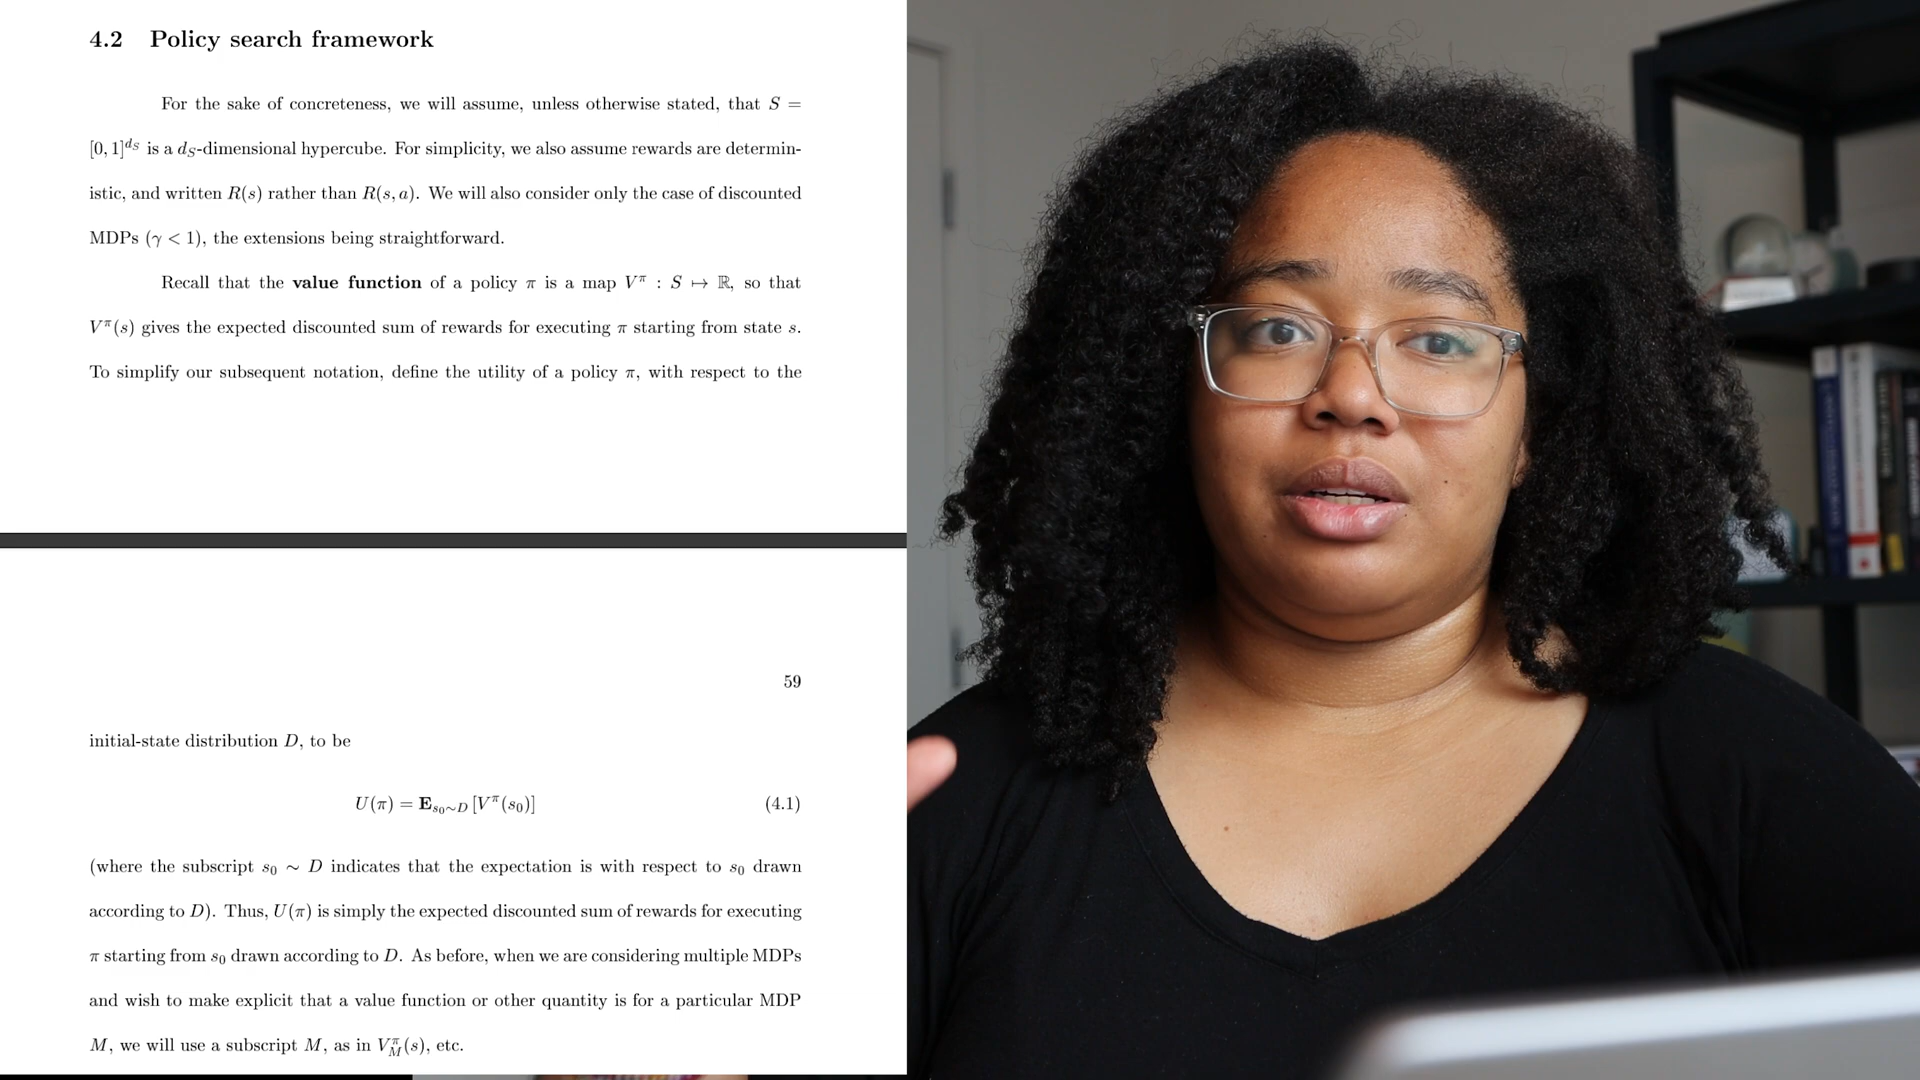 4.2 Policy search framework
For the sake of concreteness, we will assume, unless otherwise stated, that S =
[0, 1]^{d_S} is a d_S-dimensional hypercube. For simplicity, we also assume rewards are determin-
istic, and written R(s) rather than R(s, a). We will also consider only the case of discounted
MDPs (γ < 1), the extensions being straightforward.
Recall that the value function of a policy π is a map V^π : S ↦ ℝ, so that
V^π(s) gives the expected discounted sum of rewards for executing π starting from state s.
To simplify our subsequent notation, define the utility of a policy π, with respect to the
59
initial-state distribution D, to be
U(π) = E_{s_0∼D} [V^π(s_0)] (4.1)
(where the subscript s_0 ∼ D indicates that the expectation is with respect to s_0 drawn
according to D). Thus, U(π) is simply the expected discounted sum of rewards for executing
π starting from s_0 drawn according to D. As before, when we are considering multiple MDPs
and wish to make explicit that a value function or other quantity is for a particular MDP
M, we will use a subscript M, as in V^π_M(s), etc.